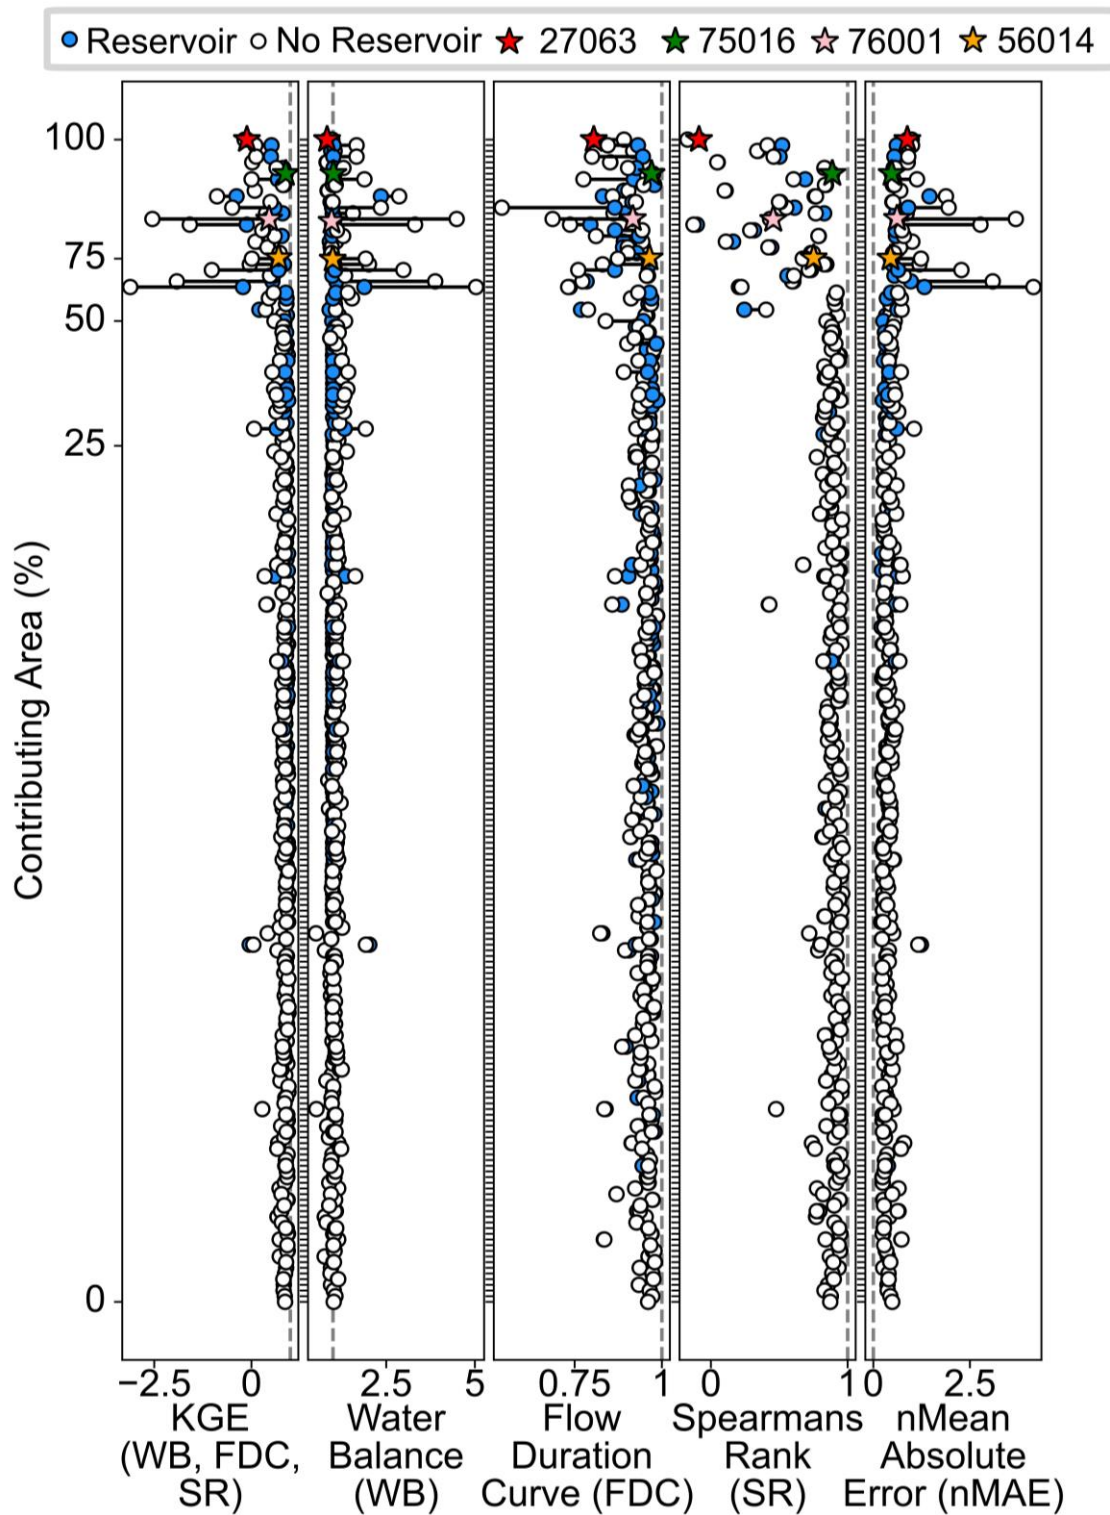 Reservoir No Reservoir 27063 75016 76001 56014
Contributing Area (%)
100
75
50
25
0
−2.5 0
2.5 5
0.75 1
0 1
0 2.5
KGE
(WB, FDC,
SR)
Water
Balance
(WB)
Flow
Duration
Curve (FDC)
Spearmans
Rank
(SR)
nMean
Absolute
Error (nMAE)